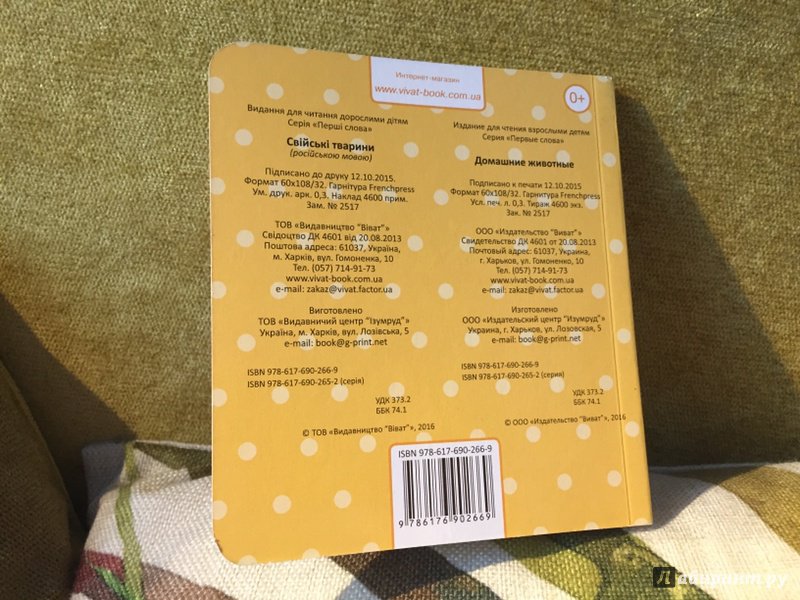 Интернет-магазин
www.vivat-book.com.ua
0+
Видання для читання дорослими дітям
Серія «Перші слова»
Свійські тварини
(російською мовою)
Підписано до друку 12.10.2015.
Формат 60х108/32. Гарнітура Frenchpress
Ум. друк. арк. 0,3. Наклад 4600 прим.
Зам. № 2517
ТОВ «Видавництво "Віват"»
Свідоцтво ДК 4601 від 20.08.2013
Поштова адреса: 61037, Україна,
м. Харків, вул. Гомоненка, 10
Тел. (057) 714-91-73
www.vivat-book.com.ua
e-mail: zakaz@vivat.factor.ua
Виготовлено
ТОВ «Видавничий центр "Ізумруд"»
Україна, м. Харків, вул. Лозівська, 5
e-mail: book@g-print.net
ISBN 978-617-690-266-9
ISBN 978-617-690-265-2 (серія)
УДК 373.2
ББК 74.1
© ТОВ «Видавництво "Віват"», 2016
Издание для чтения взрослыми детям
Серия «Первые слова»
Домашние животные
Подписано к печати 12.10.2015
Формат 60х108/32. Гарнитура Frenchpress
Усл. печ. л. 0,3. Тираж 4600 экз.
Зак. № 2517
ООО «Издательство "Виват"»
Свидетельство ДК 4601 от 20.08.2013
Почтовый адрес: 61037, Украина,
г. Харьков, ул. Гомоненко, 10
Тел. (057) 714-91-73
www.vivat-book.com.ua
e-mail: zakaz@vivat.factor.ua
Изготовлено
ООО «Издательский центр "Изумруд"»
Украина, г. Харьков, ул. Лозовская, 5
e-mail: book@g-print.net
ISBN 978-617-690-266-9
ISBN 978-617-690-265-2 (серия)
УДК 373.2
ББК 74.1
© ООО «Издательство "Виват"», 2016
ISBN 978-617-690-266-9
9 786176 902669
Лабиринт.ру